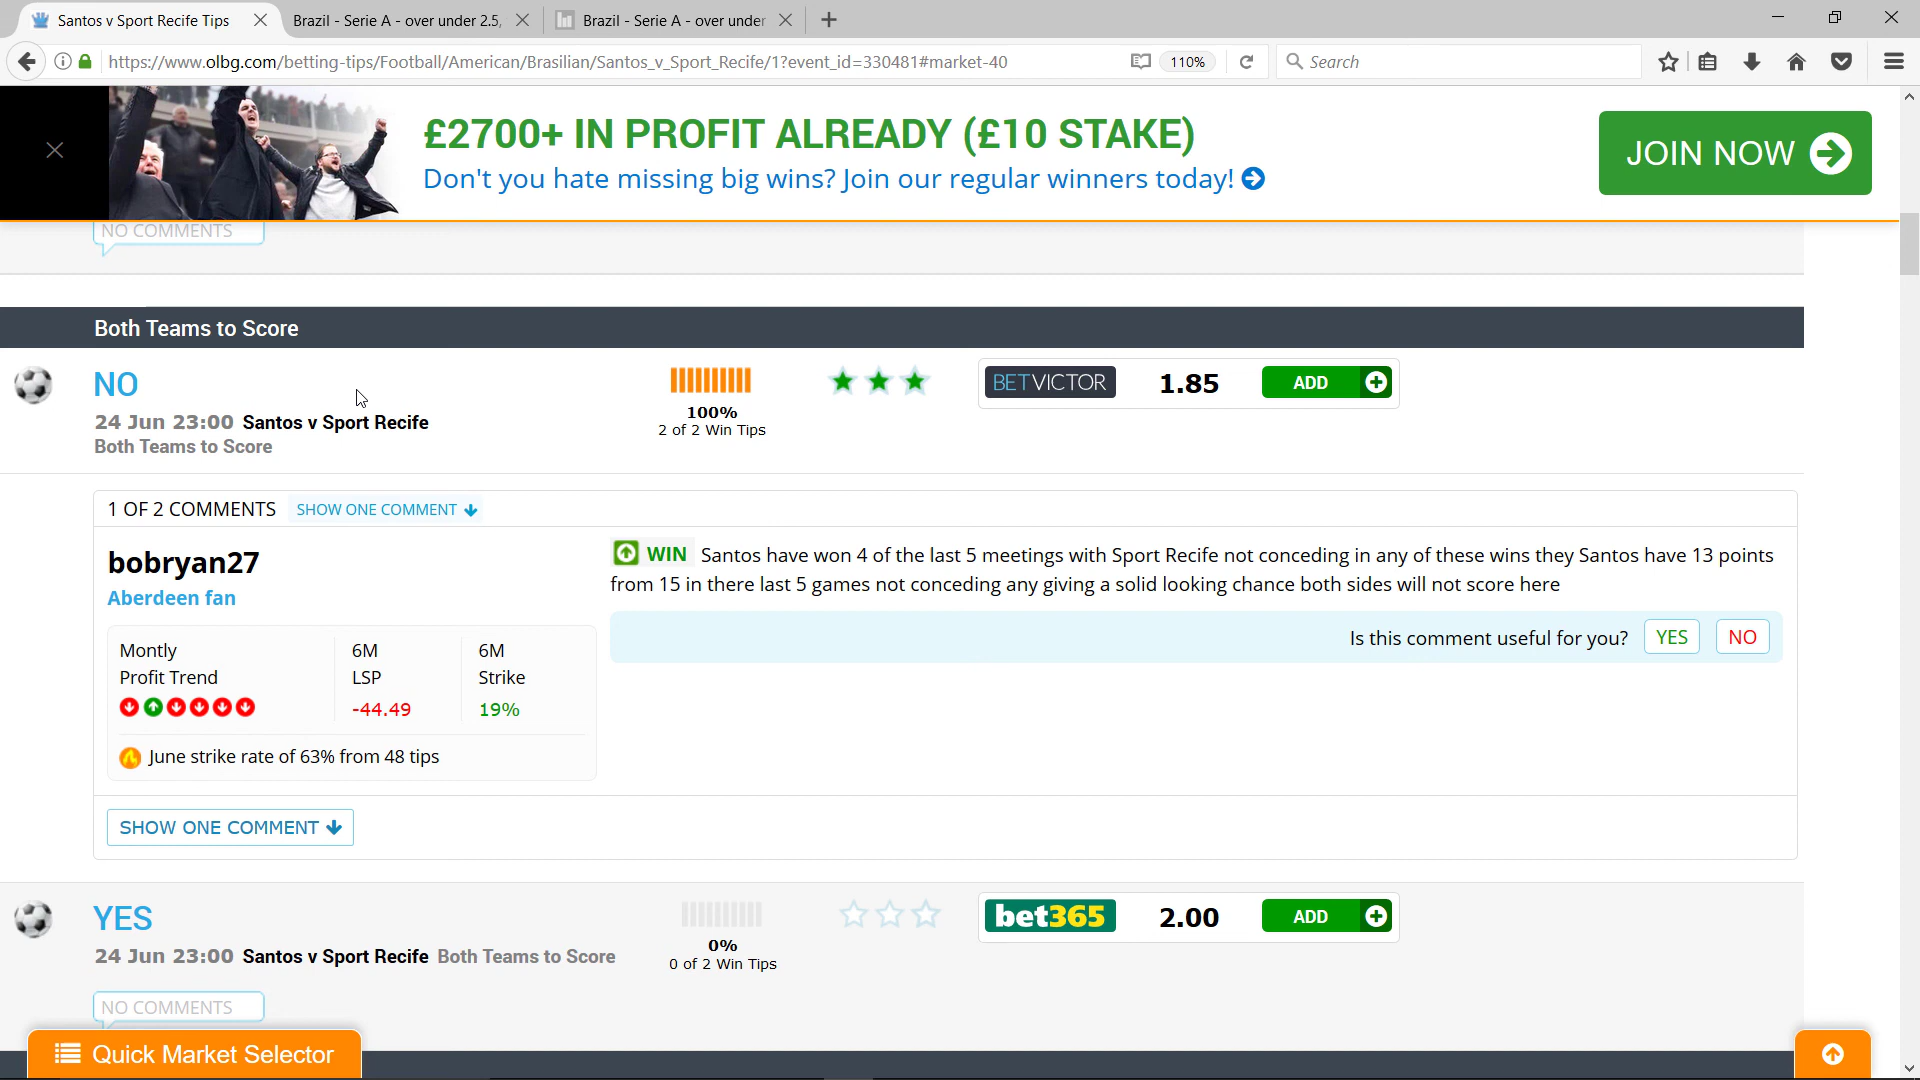 Santos v Sport Recife Tips
Brazil - Serie A - over under 2.5,
Brazil - Serie A - over under
https://www.olbg.com/betting-tips/Football/American/Brasilian/Santos_v_Sport_Recife/1?event_id=330481#market-40
110%
Search
£2700+ IN PROFIT ALREADY (£10 STAKE)
Don't you hate missing big wins? Join our regular winners today!
JOIN NOW
NO COMMENTS
Both Teams to Score
NO
24 Jun 23:00 Santos v Sport Recife
Both Teams to Score
100%
2 of 2 Win Tips
BETVICTOR
1.85
ADD
1 OF 2 COMMENTS
SHOW ONE COMMENT
bobryan27
Aberdeen fan
Montly
Profit Trend
6M
LSP
-44.49
6M
Strike
19%
June strike rate of 63% from 48 tips
WIN Santos have won 4 of the last 5 meetings with Sport Recife not conceding in any of these wins they Santos have 13 points
from 15 in there last 5 games not conceding any giving a solid looking chance both sides will not score here
Is this comment useful for you? YES NO
SHOW ONE COMMENT
YES
24 Jun 23:00 Santos v Sport Recife Both Teams to Score
0%
0 of 2 Win Tips
bet365
2.00
ADD
NO COMMENTS
Quick Market Selector